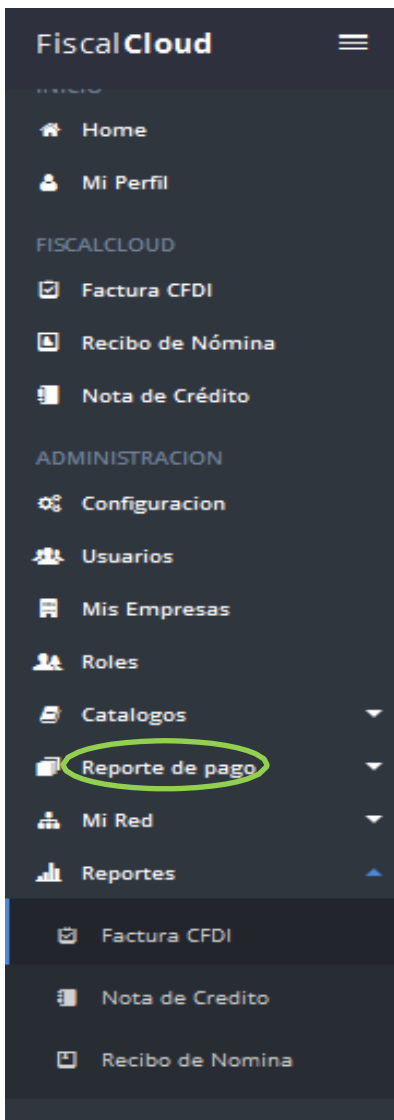 FiscalCloud
INICIO
Home
Mi Perfil
FISCALCLOUD
Factura CFDI
Recibo de Nómina
Nota de Crédito
ADMINISTRACION
Configuracion
Usuarios
Mis Empresas
Roles
Catalogos
Reporte de pago
Mi Red
Reportes
Factura CFDI
Nota de Credito
Recibo de Nomina